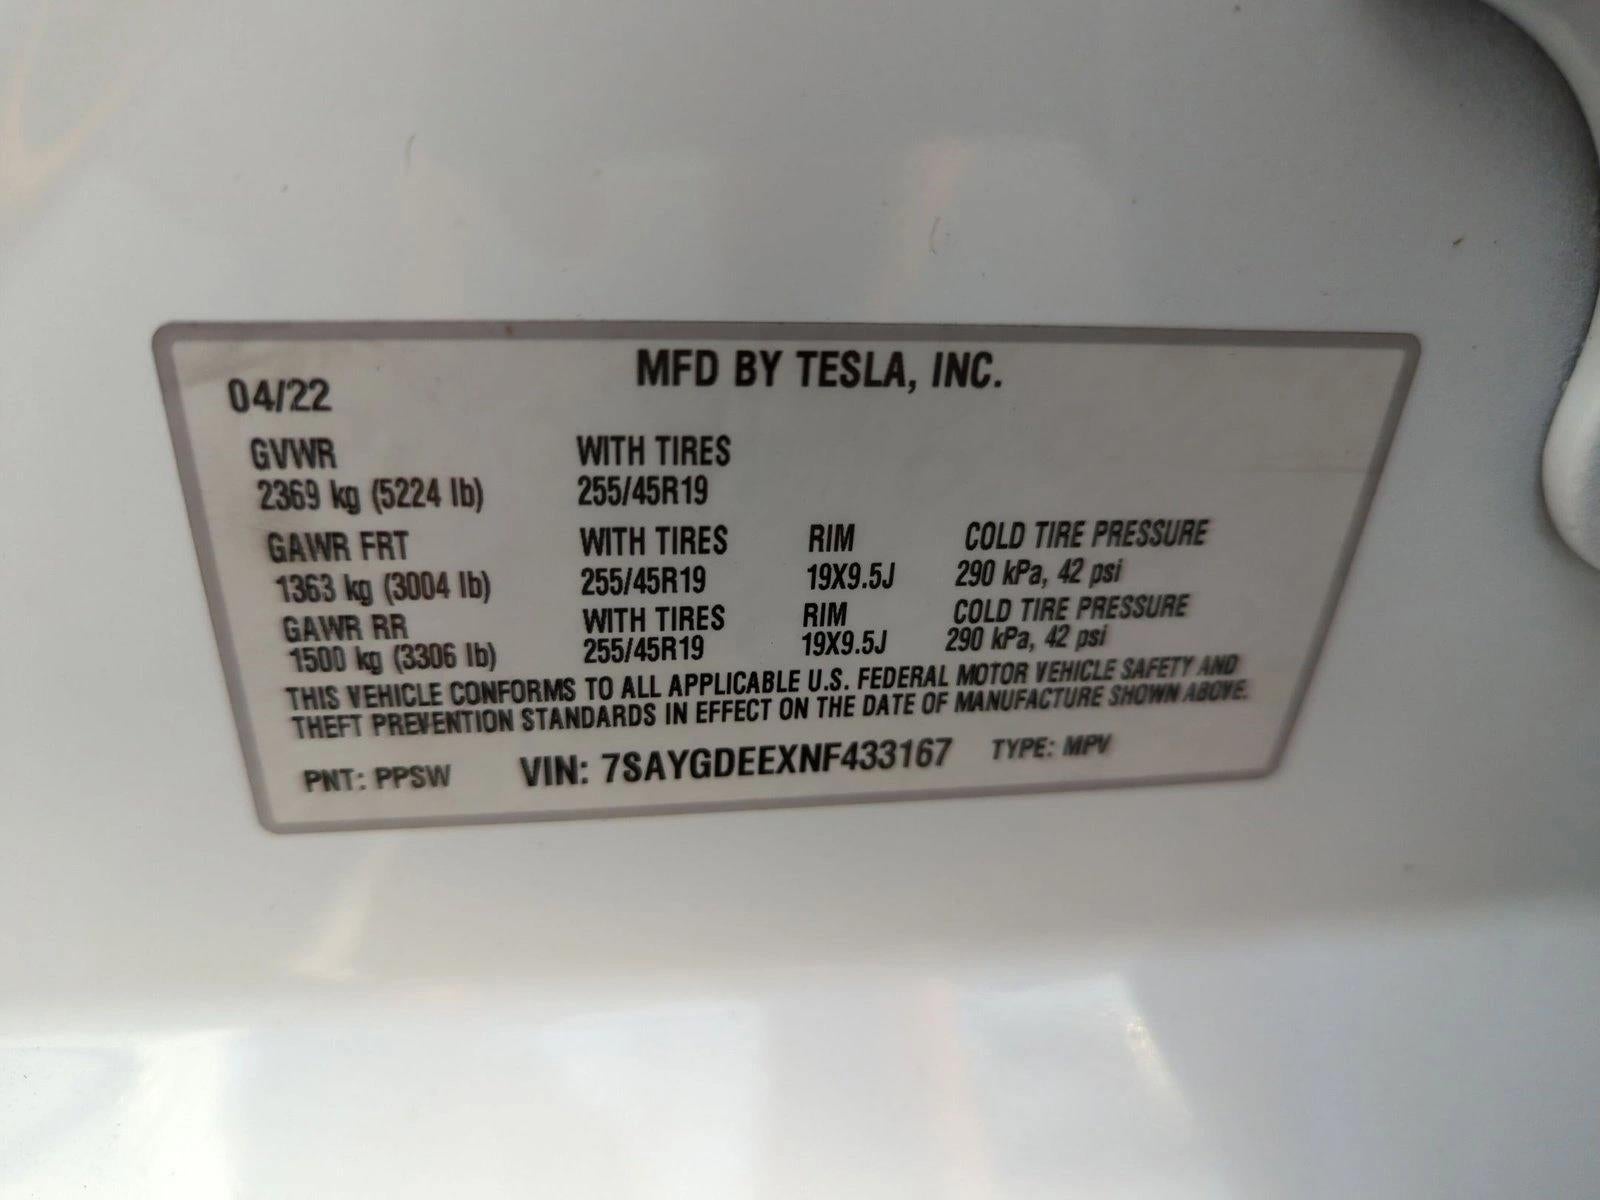 MFD BY TESLA, INC.
04/22
GVWR WITH TIRES
2369 kg (5224 lb) 255/45R19
GAWR FRT WITH TIRES RIM COLD TIRE PRESSURE
1363 kg (3004 lb) 255/45R19 19X9.5J 290 kPa, 42 psi
GAWR RR WITH TIRES RIM COLD TIRE PRESSURE
1500 kg (3306 lb) 255/45R19 19X9.5J 290 kPa, 42 psi
THIS VEHICLE CONFORMS TO ALL APPLICABLE U.S. FEDERAL MOTOR VEHICLE SAFETY AND
THEFT PREVENTION STANDARDS IN EFFECT ON THE DATE OF MANUFACTURE SHOWN ABOVE.
PNT: PPSW VIN: 7SAYGDEEXNF433167 TYPE: MPV